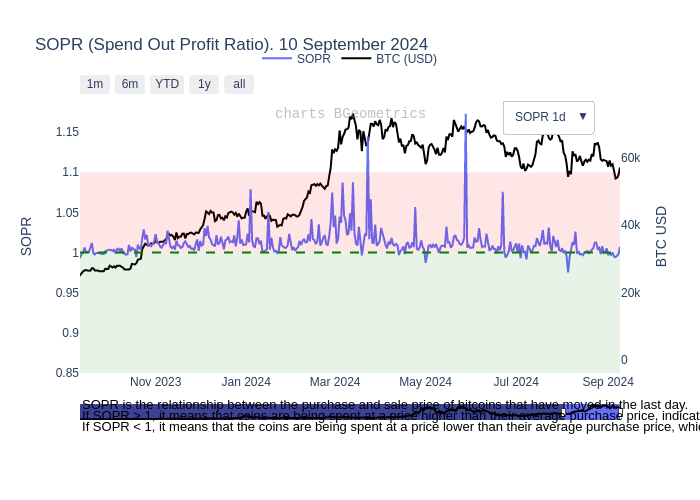 SOPR (Spend Out Profit Ratio). 10 September 2024
SOPR
BTC (USD)
1m
6m
YTD
1y
all
charts BGeometrics
SOPR 1d ▼
1.15
1.1
1.05
1
0.95
0.9
0.85
SOPR
60k
40k
20k
0
BTC USD
Nov 2023
Jan 2024
Mar 2024
May 2024
Jul 2024
Sep 2024
SOPR is the relationship between the purchase and sale price of bitcoins that have moved in the last day.
If SOPR > 1, it means that coins are being spent at a price higher than their average purchase price, indicat
If SOPR < 1, it means that the coins are being spent at a price lower than their average purchase price, whi